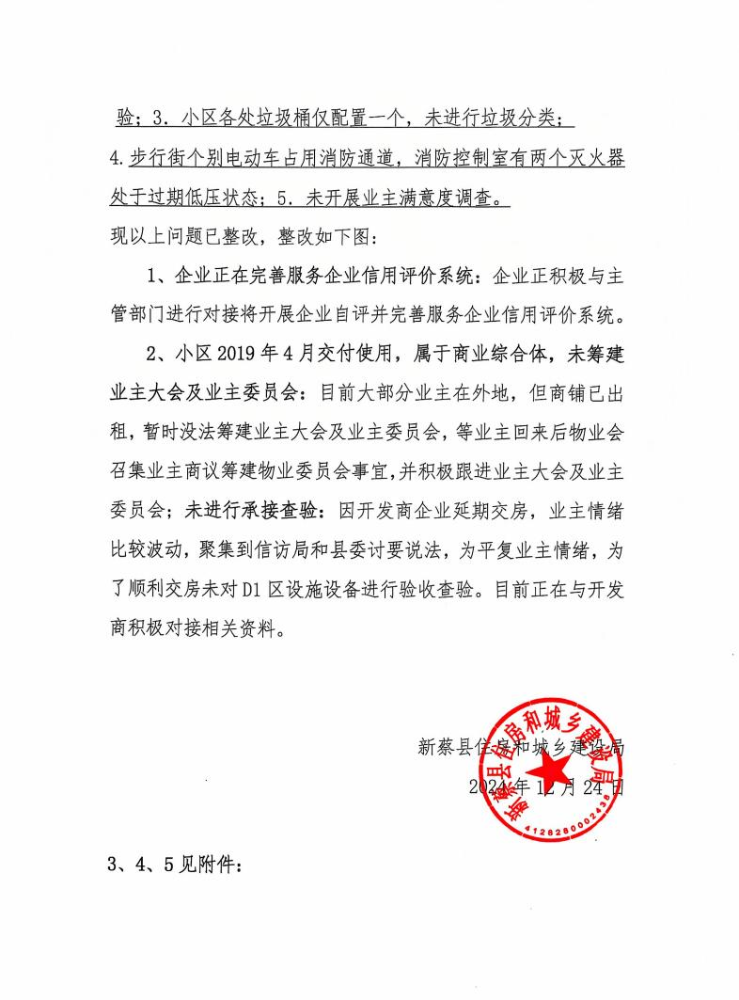 验；3．小区各处垃圾桶仅配置一个，未进行垃圾分类；
4.步行街个别电动车占用消防通道，消防控制室有两个灭火器
处于过期低压状态；5．未开展业主满意度调查。
现以上问题已整改，整改如下图：
1、企业正在完善服务企业信用评价系统：企业正积极与主
管部门进行对接将开展企业自评并完善服务企业信用评价系统。
2、小区 2019 年 4 月交付使用，属于商业综合体，未筹建
业主大会及业主委员会：目前大部分业主在外地，但商铺已出
租，暂时没法筹建业主大会及业主委员会，等业主回来后物业会
召集业主商议筹建物业委员会事宜,并积极跟进业主大会及业主
委员会；未进行承接查验：因开发商企业延期交房，业主情绪
比较波动，聚集到信访局和县委讨要说法，为平复业主情绪，为
了顺利交房未对 D1 区设施设备进行验收查验。目前正在与开发
商积极对接相关资料。
新蔡县住房和城乡建设局
2024 年 12 月 24 日
新蔡县住房和城乡建设局
4128280002438
3、4、5 见附件：